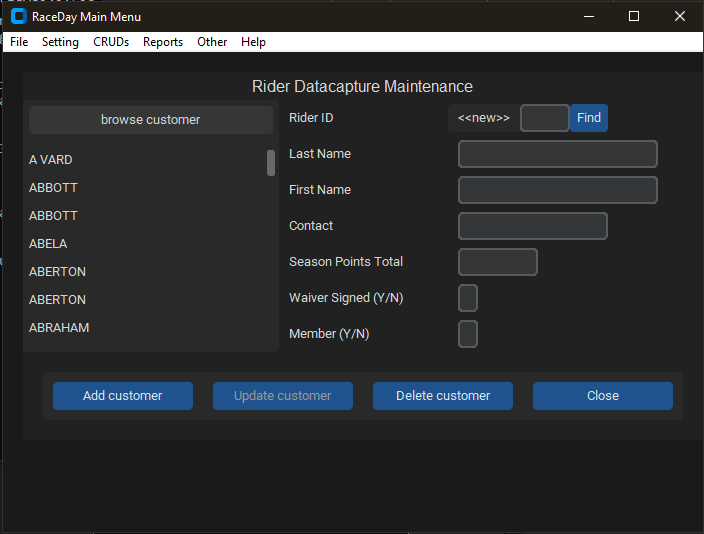 RaceDay Main Menu
File Setting CRUDs Reports Other Help
Rider Datacapture Maintenance
browse customer
A VARD
ABBOTT
ABBOTT
ABELA
ABERTON
ABERTON
ABRAHAM
Rider ID <<new>> Find
Last Name
First Name
Contact
Season Points Total
Waiver Signed (Y/N)
Member (Y/N)
Add customer Update customer Delete customer Close